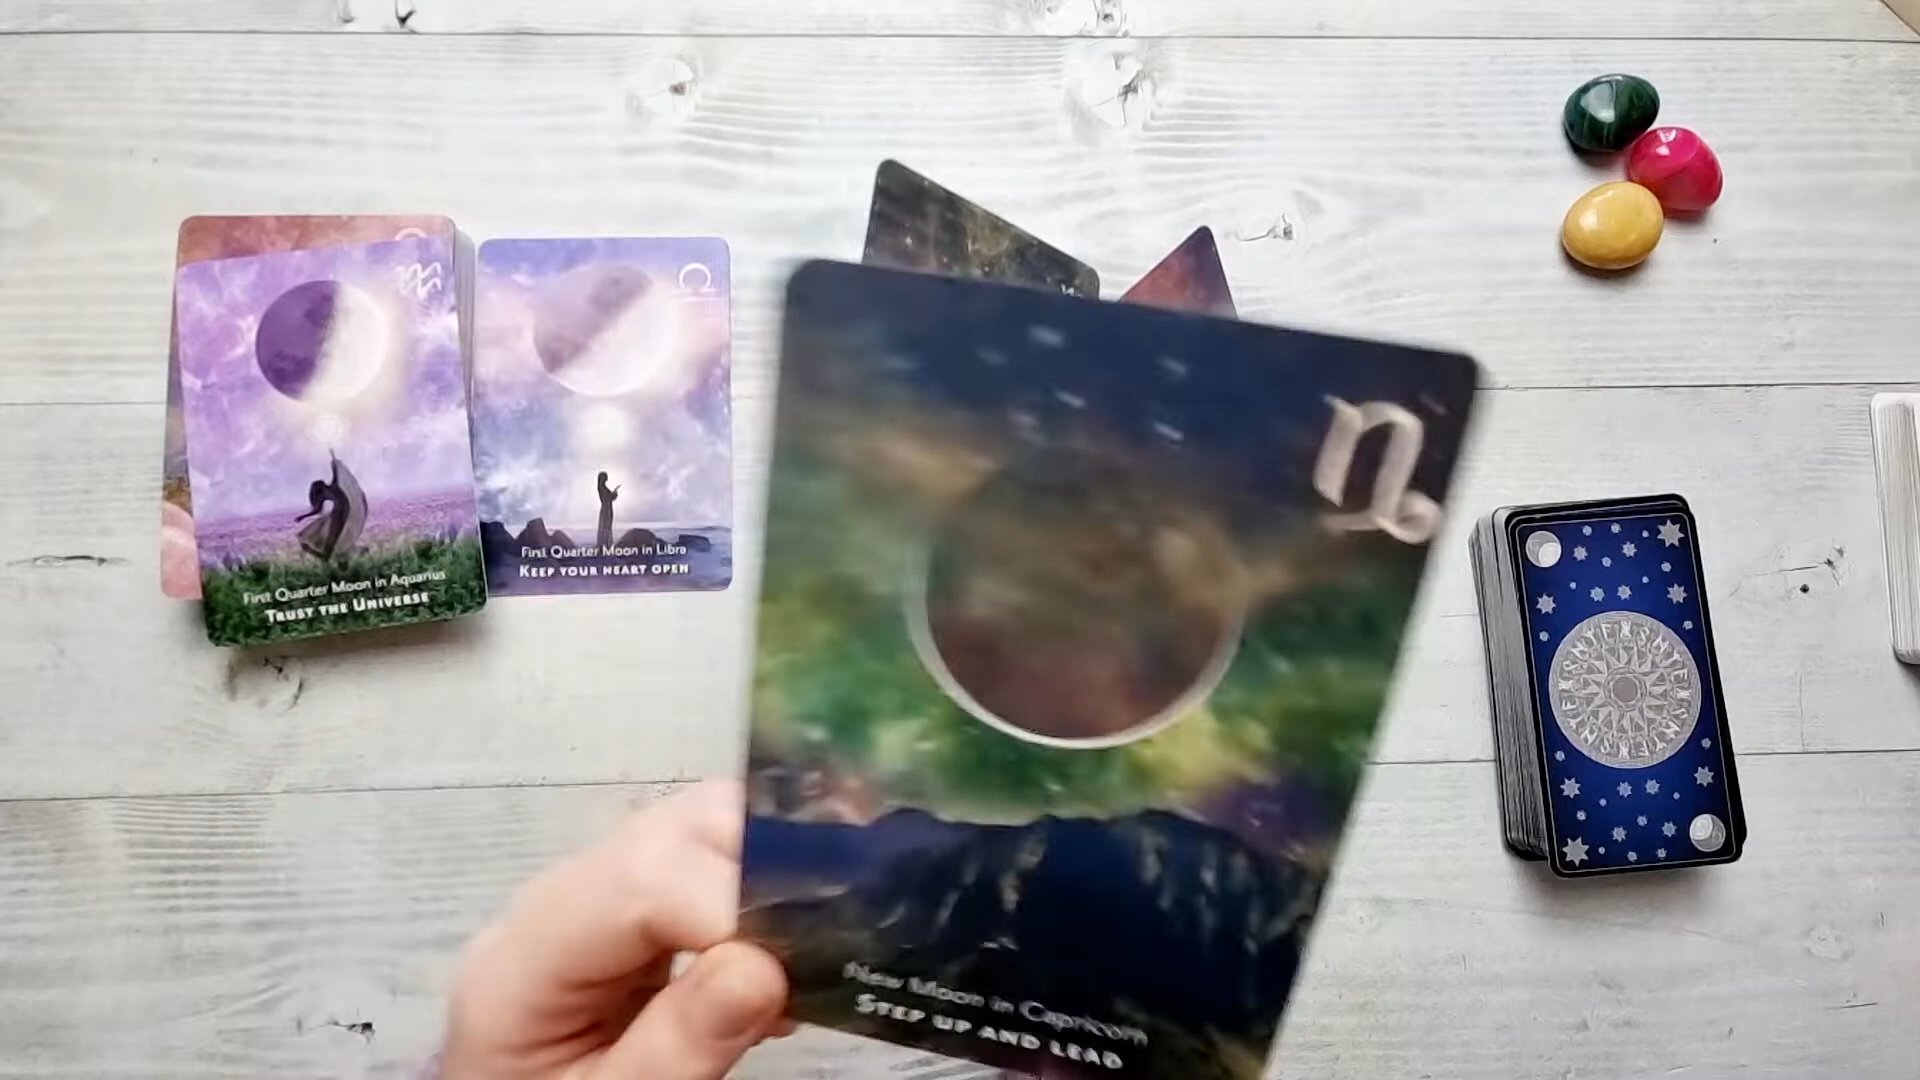 First Quarter Moon in Aquarius
TRUST THE UNIVERSE
First Quarter Moon in Libra
KEEP YOUR HEART OPEN
New Moon in Capricorn
STEP UP AND LEAD